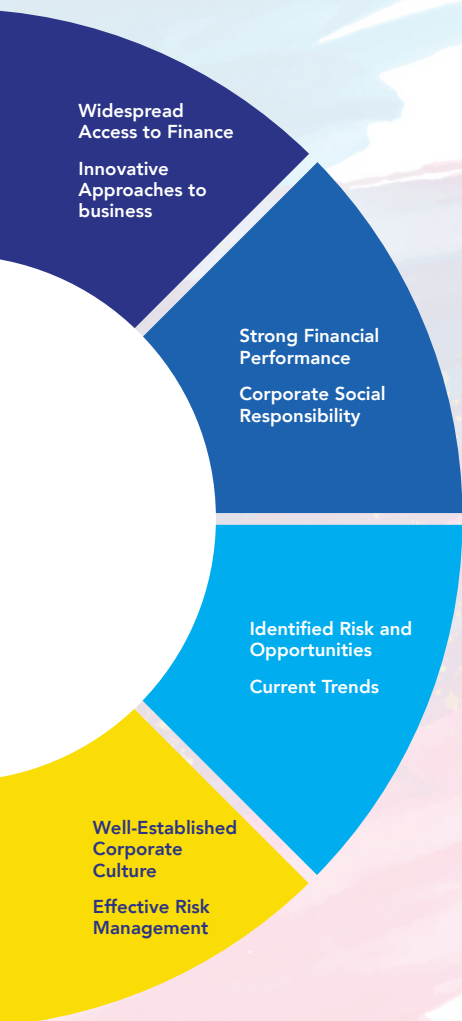 Widespread
Access to Finance
Innovative
Approaches to
business
Strong Financial
Performance
Corporate Social
Responsibility
Identified Risk and
Opportunities
Current Trends
Well-Established
Corporate
Culture
Effective Risk
Management